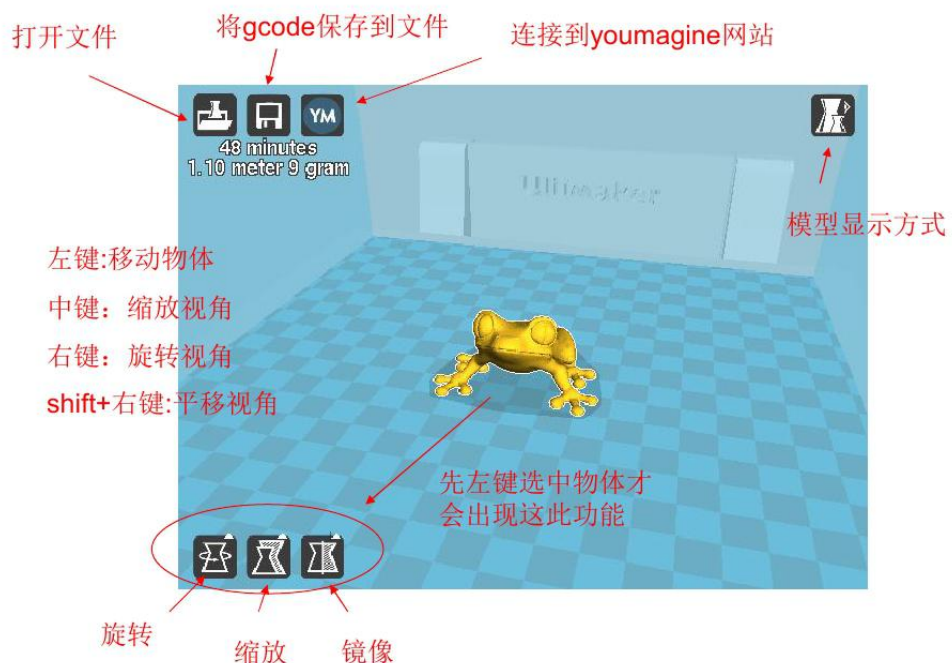 打开文件
将gcode保存到文件
连接到youmagine网站
YM
48 minutes
1.10 meter 9 gram
Ultimaker
模型显示方式
左键:移动物体
中键：缩放视角
右键：旋转视角
shift+右键:平移视角
先左键选中物体才
会出现这此功能
旋转
缩放
镜像